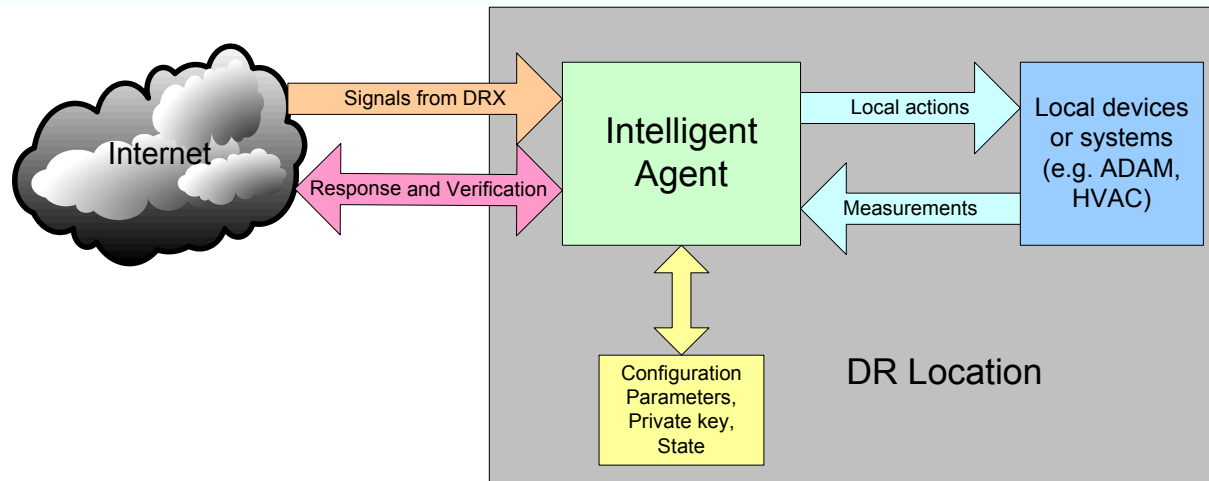 Internet
Signals from DRX
Response and Verification
Intelligent
Agent
Local actions
Measurements
Local devices
or systems
(e.g. ADAM,
HVAC)
Configuration
Parameters,
Private key,
State
DR Location